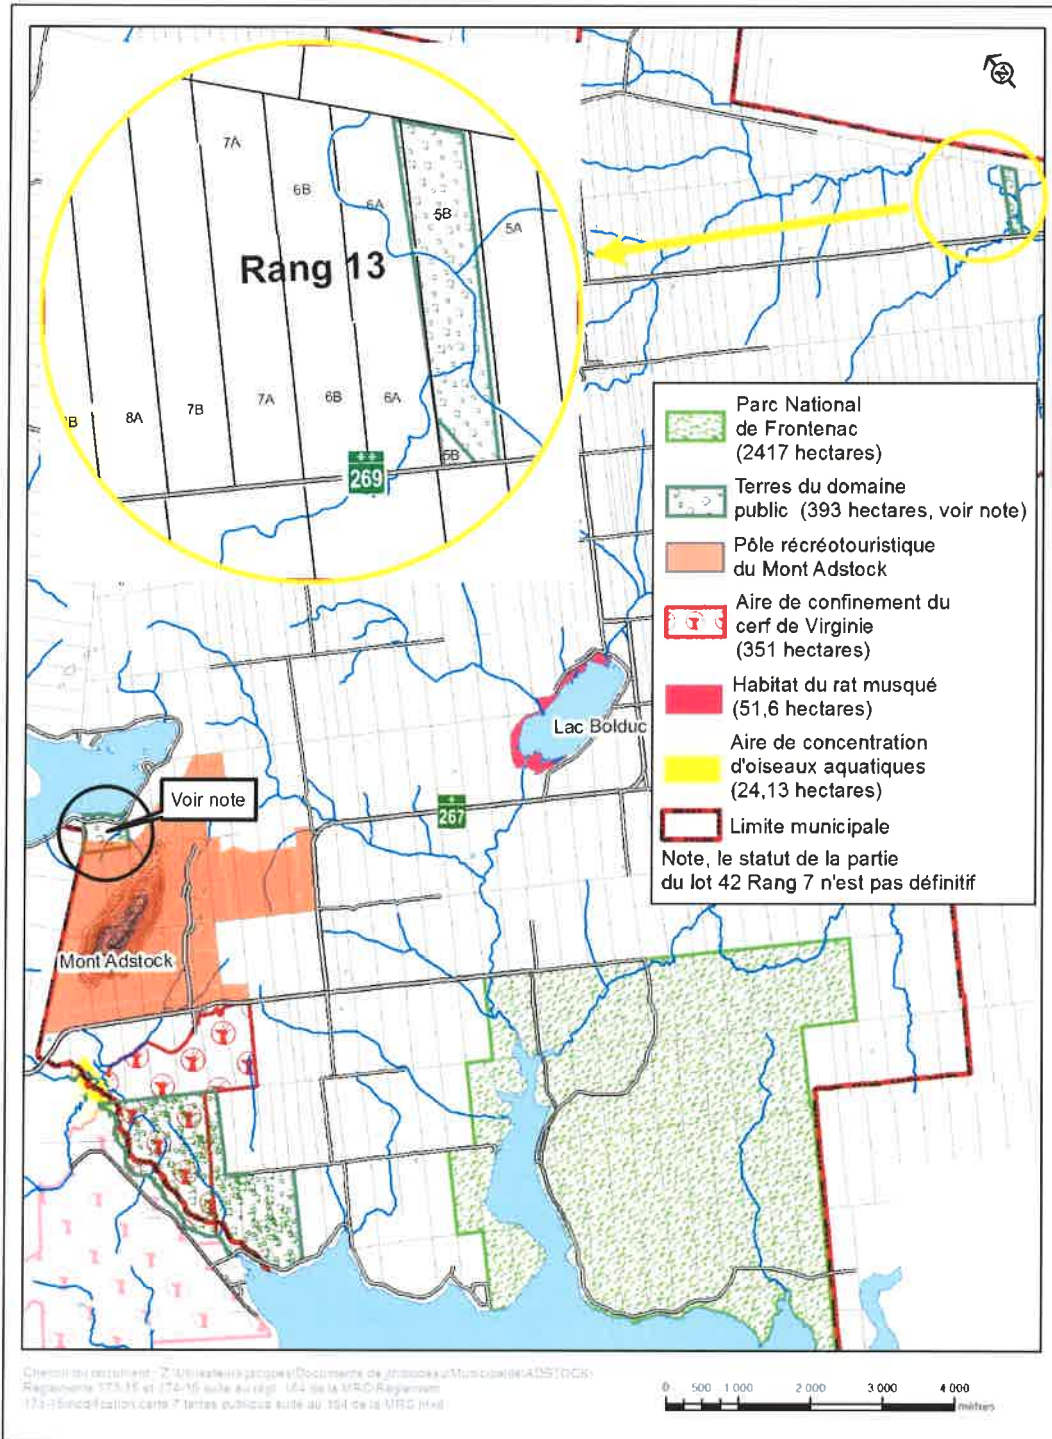 7A
6B
6A
5B
5A
Rang 13
8A
7B
7A
6B
6A
5B
269
Parc National
de Frontenac
(2417 hectares)
Terres du domaine
public (393 hectares, voir note)
Pôle récréotouristique
du Mont Adstock
Aire de confinement du
cerf de Virginie
(351 hectares)
Habitat du rat musqué
(51,6 hectares)
Aire de concentration
d'oiseaux aquatiques
(24,13 hectares)
Limite municipale
Note, le statut de la partie
du lot 42 Rang 7 n'est pas définitif
Lac Bolduc
Voir note
267
Mont Adstock
0 500 1 000 2 000 3 000 4 000
mètres